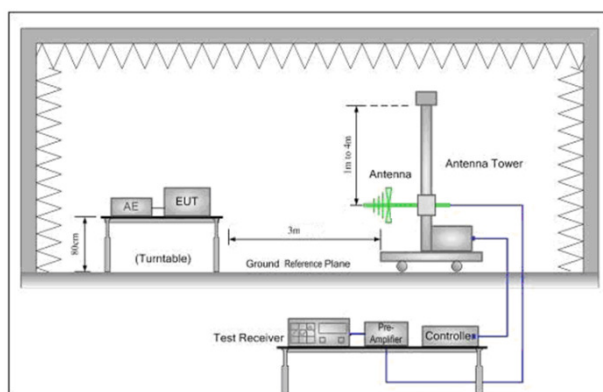 1m to 4m
Antenna
Antenna Tower
AE
EUT
80cm
(Turntable)
3m
Ground Reference Plane
Test Receiver
Pre-
Amplifier
Controller